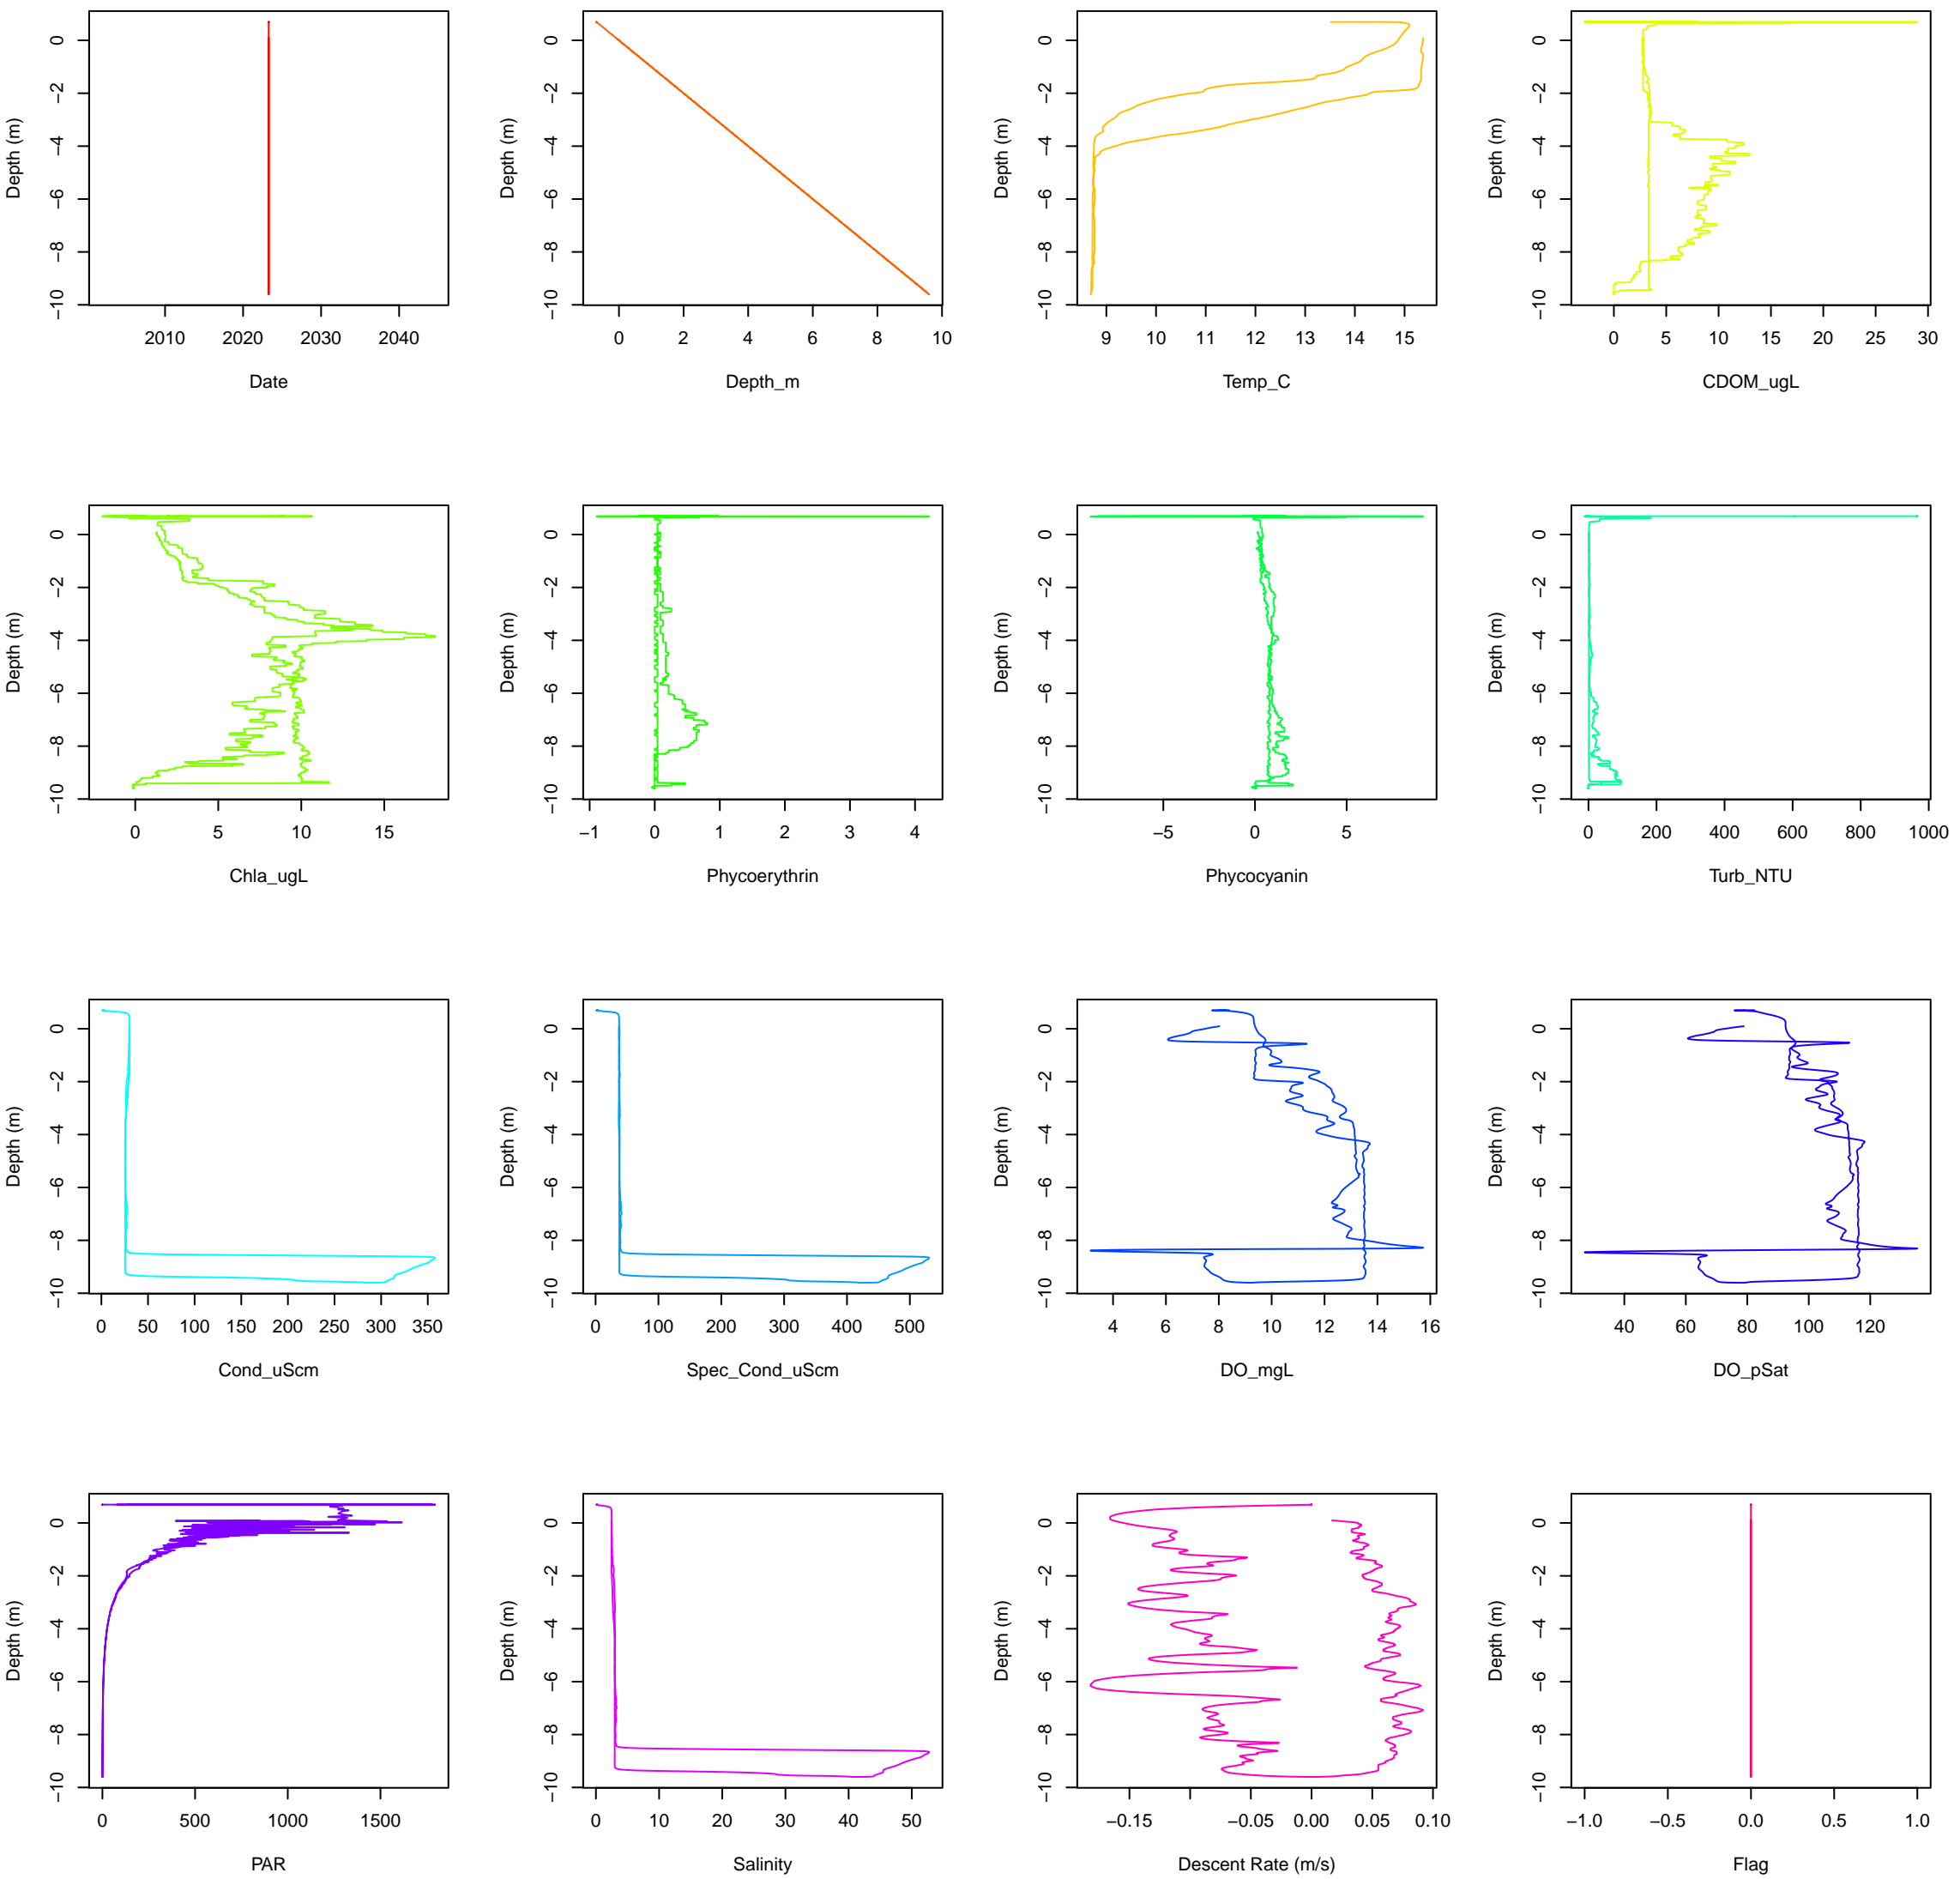 Depth (m)
0
−2
−4
−6
−8
−10
2010 2020 2030 2040
Date
Depth (m)
0
−2
−4
−6
−8
−10
0 2 4 6 8 10
Depth_m
Depth (m)
0
−2
−4
−6
−8
−10
9 10 11 12 13 14 15
Temp_C
Depth (m)
0
−2
−4
−6
−8
−10
0 5 10 15 20 25 30
CDOM_ugL
Depth (m)
0
−2
−4
−6
−8
−10
0 5 10 15
Chla_ugL
Depth (m)
0
−2
−4
−6
−8
−10
−1 0 1 2 3 4
Phycoerythrin
Depth (m)
0
−2
−4
−6
−8
−10
−5 0 5
Phycocyanin
Depth (m)
0
−2
−4
−6
−8
−10
0 200 400 600 800 1000
Turb_NTU
Depth (m)
0
−2
−4
−6
−8
−10
0 50 100 150 200 250 300 350
Cond_uScm
Depth (m)
0
−2
−4
−6
−8
−10
0 100 200 300 400 500
Spec_Cond_uScm
Depth (m)
0
−2
−4
−6
−8
−10
4 6 8 10 12 14 16
DO_mgL
Depth (m)
0
−2
−4
−6
−8
−10
40 60 80 100 120
DO_pSat
Depth (m)
0
−2
−4
−6
−8
−10
0 500 1000 1500
PAR
Depth (m)
0
−2
−4
−6
−8
−10
0 10 20 30 40 50
Salinity
Depth (m)
0
−2
−4
−6
−8
−10
−0.15 −0.05 0.00 0.05 0.10
Descent Rate (m/s)
Depth (m)
0
−2
−4
−6
−8
−10
−1.0 −0.5 0.0 0.5 1.0
Flag